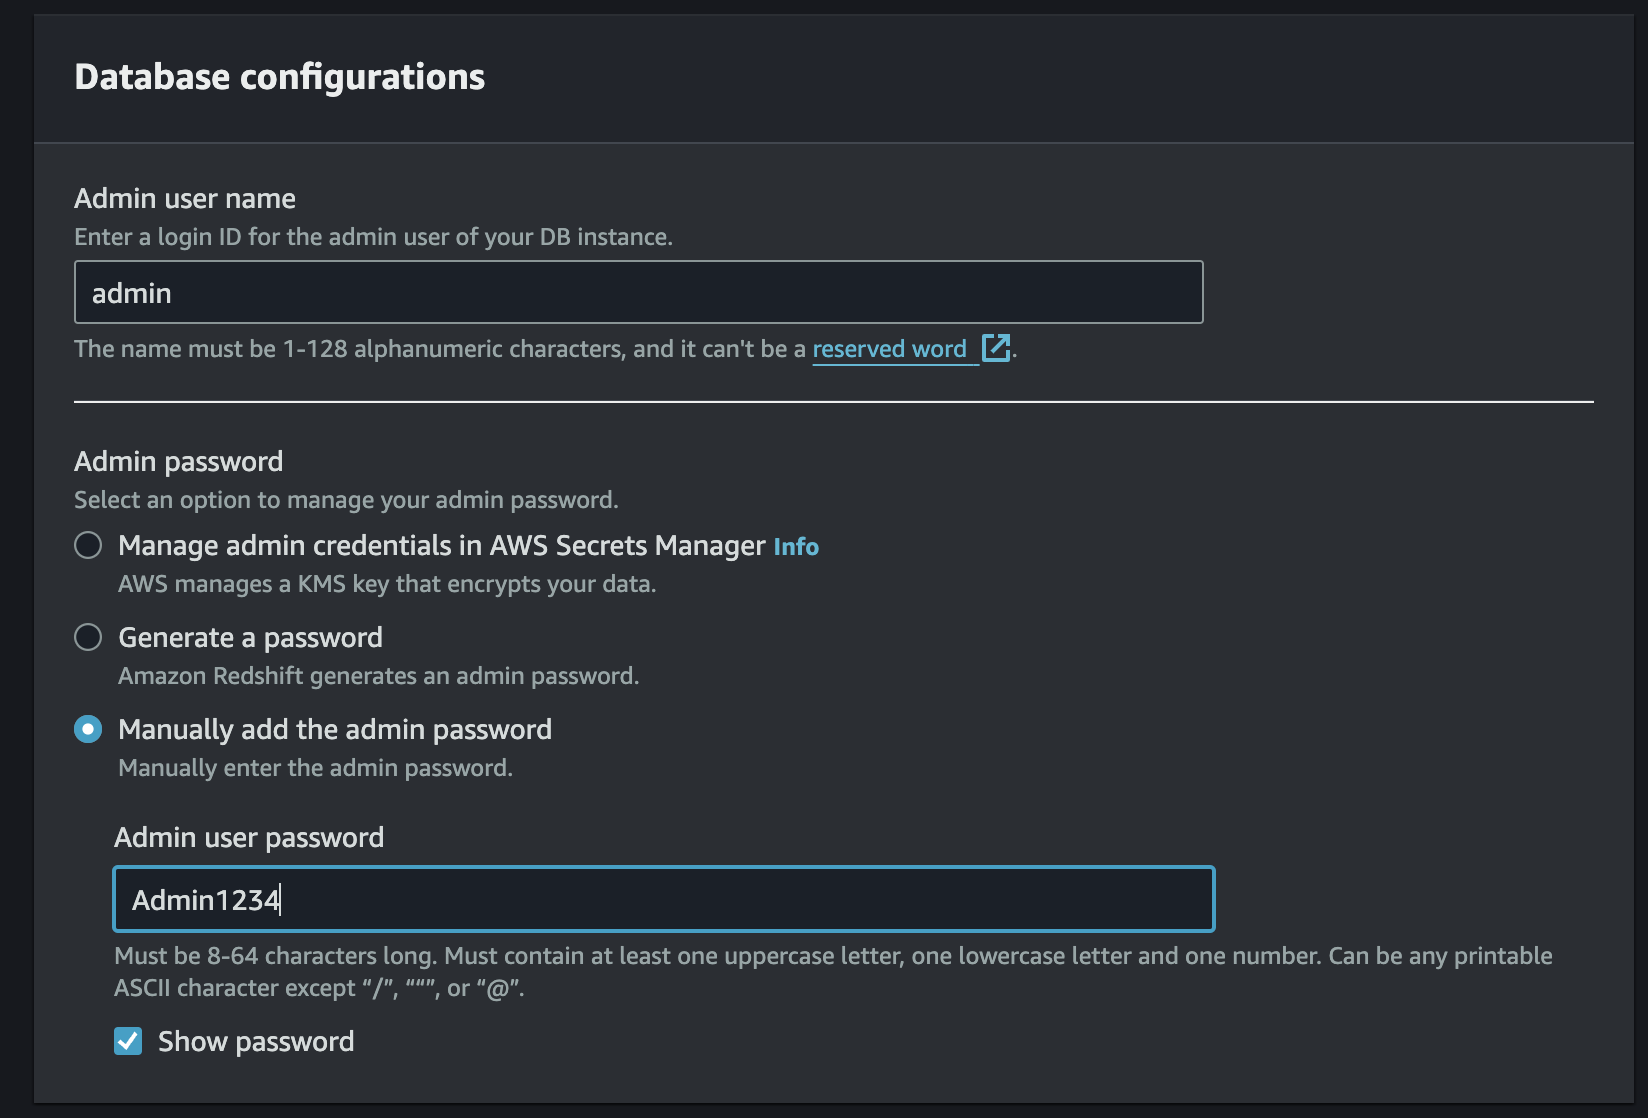 Database configurations
Admin user name
Enter a login ID for the admin user of your DB instance.
admin
The name must be 1-128 alphanumeric characters, and it can't be a reserved word.
Admin password
Select an option to manage your admin password.
Manage admin credentials in AWS Secrets Manager Info
AWS manages a KMS key that encrypts your data.
Generate a password
Amazon Redshift generates an admin password.
Manually add the admin password
Manually enter the admin password.
Admin user password
Admin1234
Must be 8-64 characters long. Must contain at least one uppercase letter, one lowercase letter and one number. Can be any printable
ASCII character except “/”, ““”, or “@”.
Show password